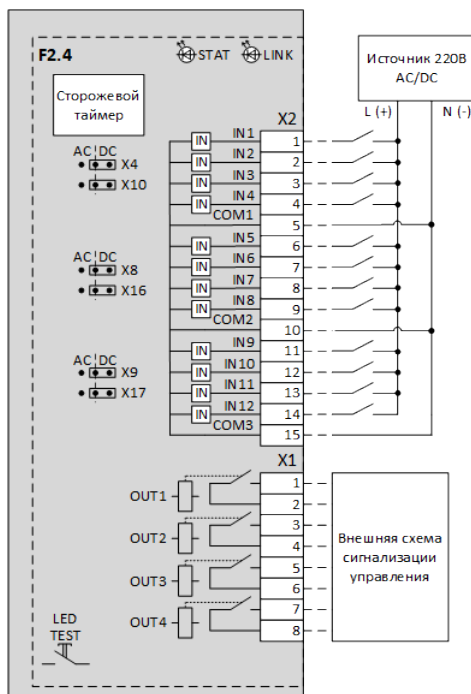 F2.4
STAT
LINK
Источник 220В
AC/DC
L (+)
N (-)
Сторожевой
таймер
X2
AC DC
X4
X10
IN IN1 1
IN IN2 2
IN IN3 3
IN IN4 4
COM1 5
AC DC
X8
X16
IN IN5 6
IN IN6 7
IN IN7 8
IN IN8 9
COM2 10
AC DC
X9
X17
IN IN9 11
IN IN10 12
IN IN11 13
IN IN12 14
COM3 15
X1
OUT1
1
2
OUT2
3
4
OUT3
5
6
OUT4
7
8
Внешняя схема
сигнализации
управления
LED
TEST